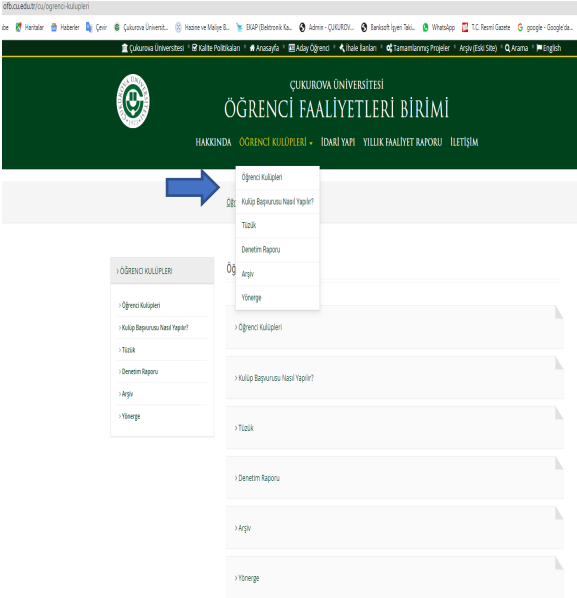 ofb.cu.edu.tr/cu/ogrenci-kulupleri
be Haritalar Haberler Çevir Çukurova Üniversit... Hazine ve Maliye B... EKAP (Elektronik Ka... Admin - ÇUKUROV... Banksoft İşyeri Taki... WhatsApp T.C. Resmî Gazete google - Google'da...
Çukurova Üniversitesi Kalite Politikaları Anasayfa Aday Öğrenci İhale İlanları Tamamlanmış Projeler Arşiv (Eski Site) Arama English
ÇUKUROVA ÜNİVERSİTESİ
ÖĞRENCİ FAALİYETLERİ BİRİMİ
HAKKINDA ÖĞRENCİ KULÜPLERİ İDARİ YAPI YILLIK FAALİYET RAPORU İLETİŞİM
Öğrenci Kulüpleri
Kulüp Başvurusu Nasıl Yapılır?
Tüzük
Denetim Raporu
Arşiv
Yönerge
Öğ
> ÖĞRENCİ KULÜPLERİ
> Öğrenci Kulüpleri
> Kulüp Başvurusu Nasıl Yapılır?
> Tüzük
> Denetim Raporu
> Arşiv
> Yönerge
> Öğrenci Kulüpleri
> Kulüp Başvurusu Nasıl Yapılır?
> Tüzük
> Denetim Raporu
> Arşiv
> Yönerge